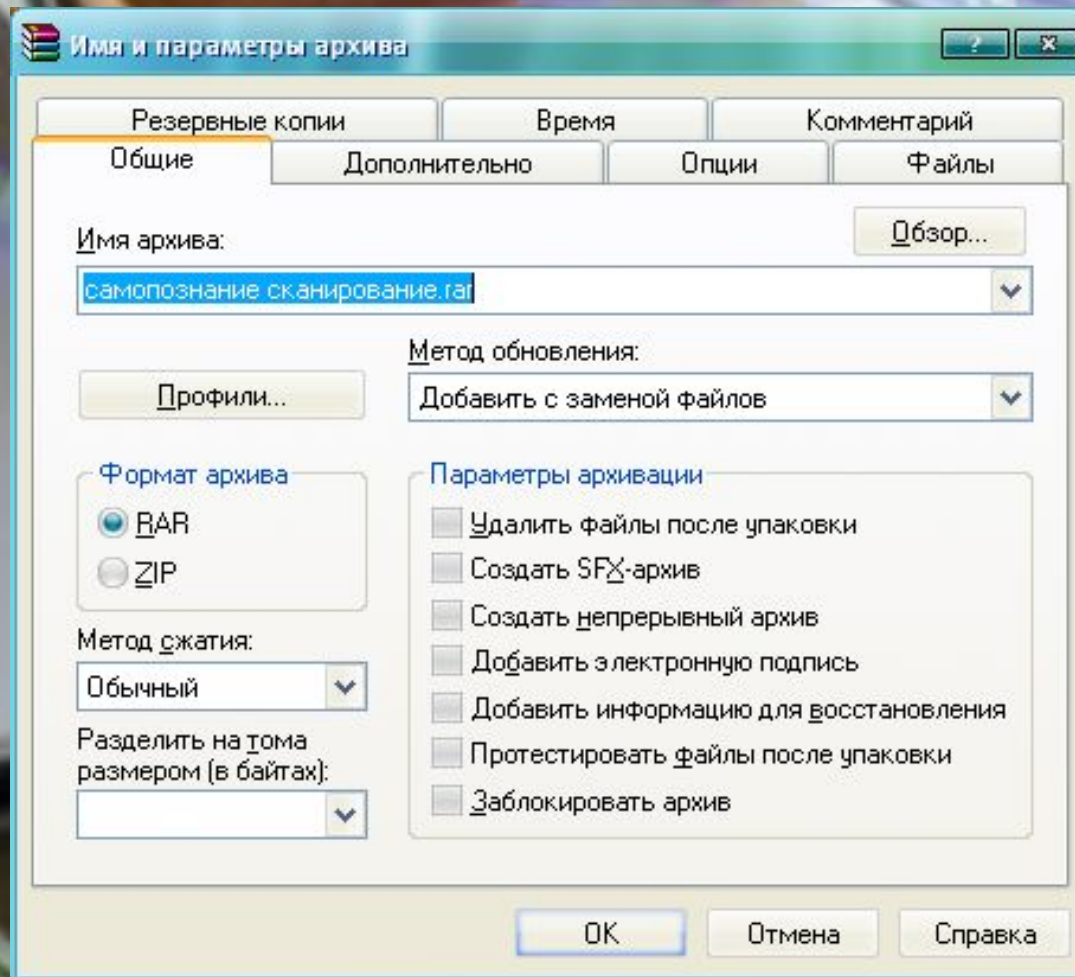 Имя и параметры архива
Резервные копии
Время
Комментарий
Общие
Дополнительно
Опции
Файлы
Имя архива:
Обзор...
самопознание сканирование.rar
Метод обновления:
Профили...
Добавить с заменой файлов
Формат архива
RAR
ZIP
Метод сжатия:
Обычный
Разделить на тома
размером (в байтах):
Параметры архивации
Удалить файлы после упаковки
Создать SFX-архив
Создать непрерывный архив
Добавить электронную подпись
Добавить информацию для восстановления
Протестировать файлы после упаковки
Заблокировать архив
OK
Отмена
Справка